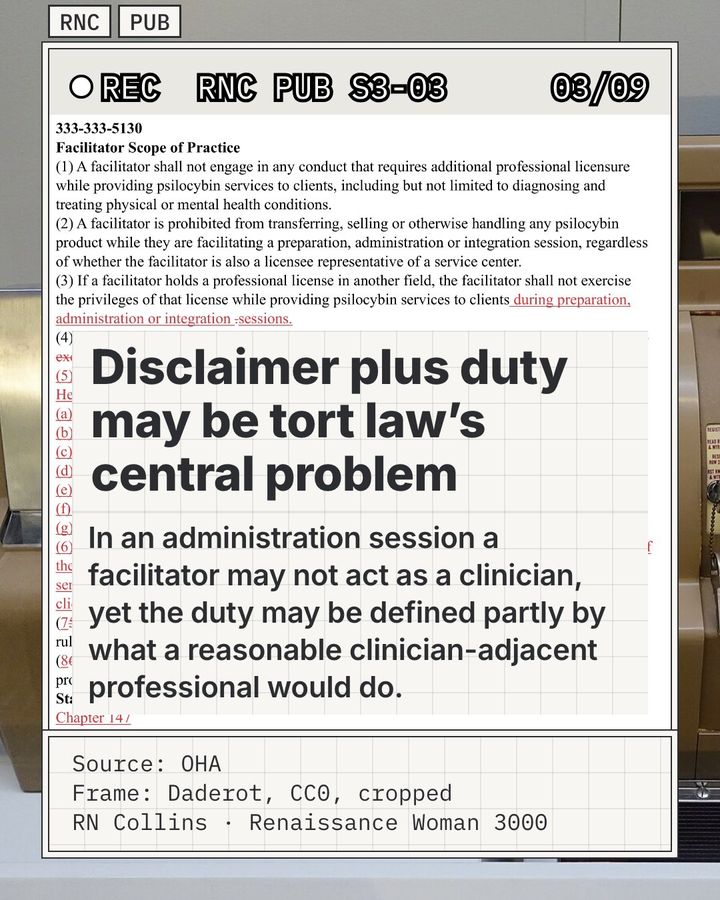 RNC PUB
REC RNC PUB S3-03 03/09
333-333-5130
Facilitator Scope of Practice
(1) A facilitator shall not engage in any conduct that requires additional professional licensure
while providing psilocybin services to clients, including but not limited to diagnosing and
treating physical or mental health conditions.
(2) A facilitator is prohibited from transferring, selling or otherwise handling any psilocybin
product while they are facilitating a preparation, administration or integration session, regardless
of whether the facilitator is also a licensee representative of a service center.
(3) If a facilitator holds a professional license in another field, the facilitator shall not exercise
the privileges of that license while providing psilocybin services to clients during preparation,
administration or integration -sessions.
(4)
(5)
(a)
(b)
(c)
(d)
(e)
(f)
(g)
(6)
Disclaimer plus duty
may be tort law’s
central problem
In an administration session a
facilitator may not act as a clinician,
yet the duty may be defined partly by
what a reasonable clinician-adjacent
professional would do.
Chapter 147
Source: OHA
Frame: Daderot, CC0, cropped
RN Collins · Renaissance Woman 3000